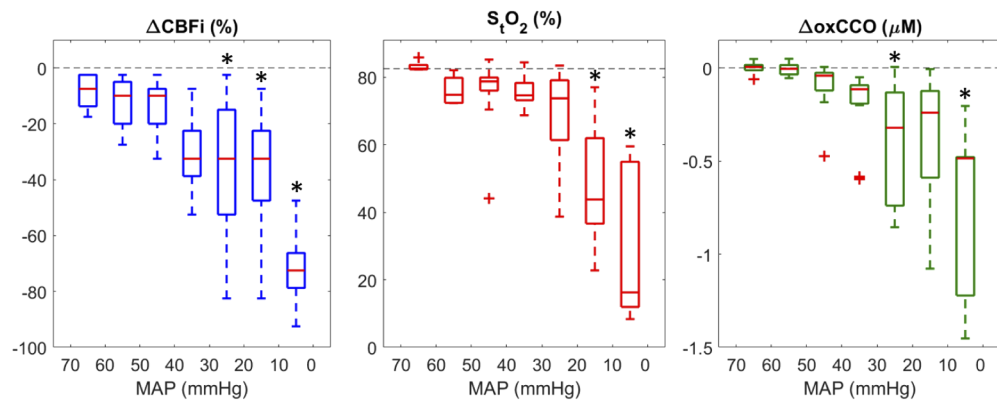 ΔCBFi (%)
0
-20
-40
-60
-80
-100
* * *
70 60 50 40 30 20 10 0
MAP (mmHg)
StO2 (%)
80
60
40
20
0
* *
70 60 50 40 30 20 10 0
MAP (mmHg)
ΔoxCCO (μM)
0
-0.5
-1
-1.5
* *
70 60 50 40 30 20 10 0
MAP (mmHg)